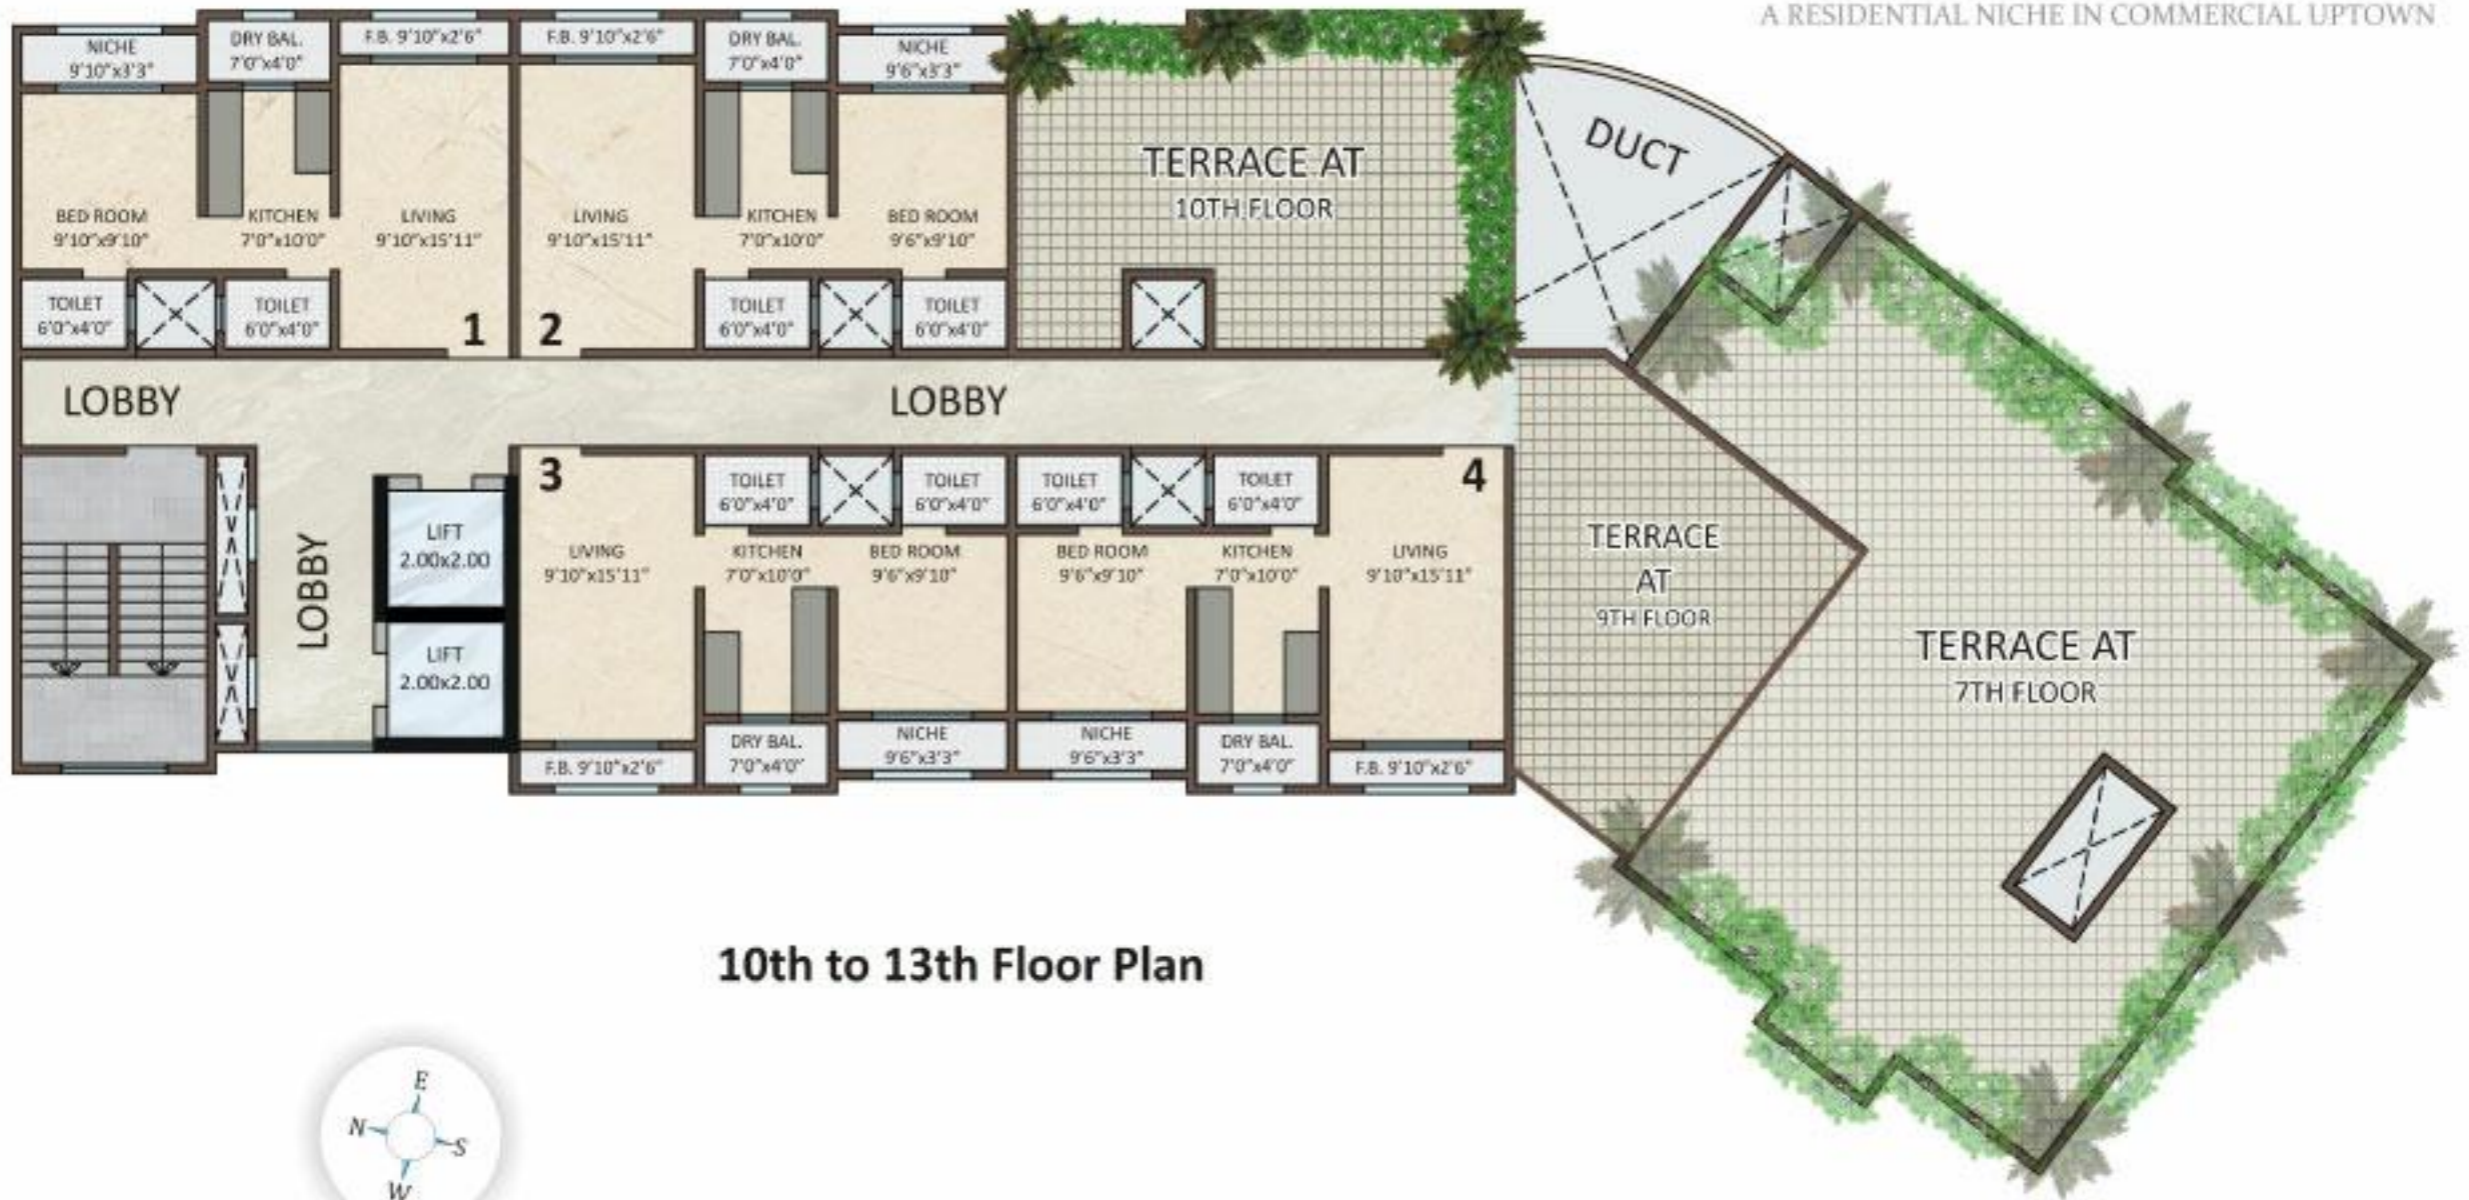 A RESIDENTIAL NICHE IN COMMERCIAL UPTOWN
NICHE
9'10"x3'3"
DRY BAL.
7'0"x4'0"
F.B. 9'10"x2'6"
F.B. 9'10"x2'6"
DRY BAL.
7'0"x4'0"
NICHE
9'6"x3'3"
BED ROOM
9'10"x9'10"
KITCHEN
7'0"x10'0"
LIVING
9'10"x15'11"
LIVING
9'10"x15'11"
KITCHEN
7'0"x10'0"
BED ROOM
9'6"x9'10"
TERRACE AT
10TH FLOOR
DUCT
TOILET
6'0"x4'0"
TOILET
6'0"x4'0"
1
2
TOILET
6'0"x4'0"
TOILET
6'0"x4'0"
LOBBY
LOBBY
LOBBY
LIFT
2.00x2.00
LIFT
2.00x2.00
3
TOILET
6'0"x4'0"
TOILET
6'0"x4'0"
TOILET
6'0"x4'0"
TOILET
6'0"x4'0"
4
LIVING
9'10"x15'11"
KITCHEN
7'0"x10'0"
BED ROOM
9'6"x9'10"
BED ROOM
9'6"x9'10"
KITCHEN
7'0"x10'0"
LIVING
9'10"x15'11"
TERRACE
AT
9TH FLOOR
TERRACE AT
7TH FLOOR
F.B. 9'10"x2'6"
DRY BAL.
7'0"x4'0"
NICHE
9'6"x3'3"
NICHE
9'6"x3'3"
DRY BAL.
7'0"x4'0"
F.B. 9'10"x2'6"
10th to 13th Floor Plan
E
N
S
W